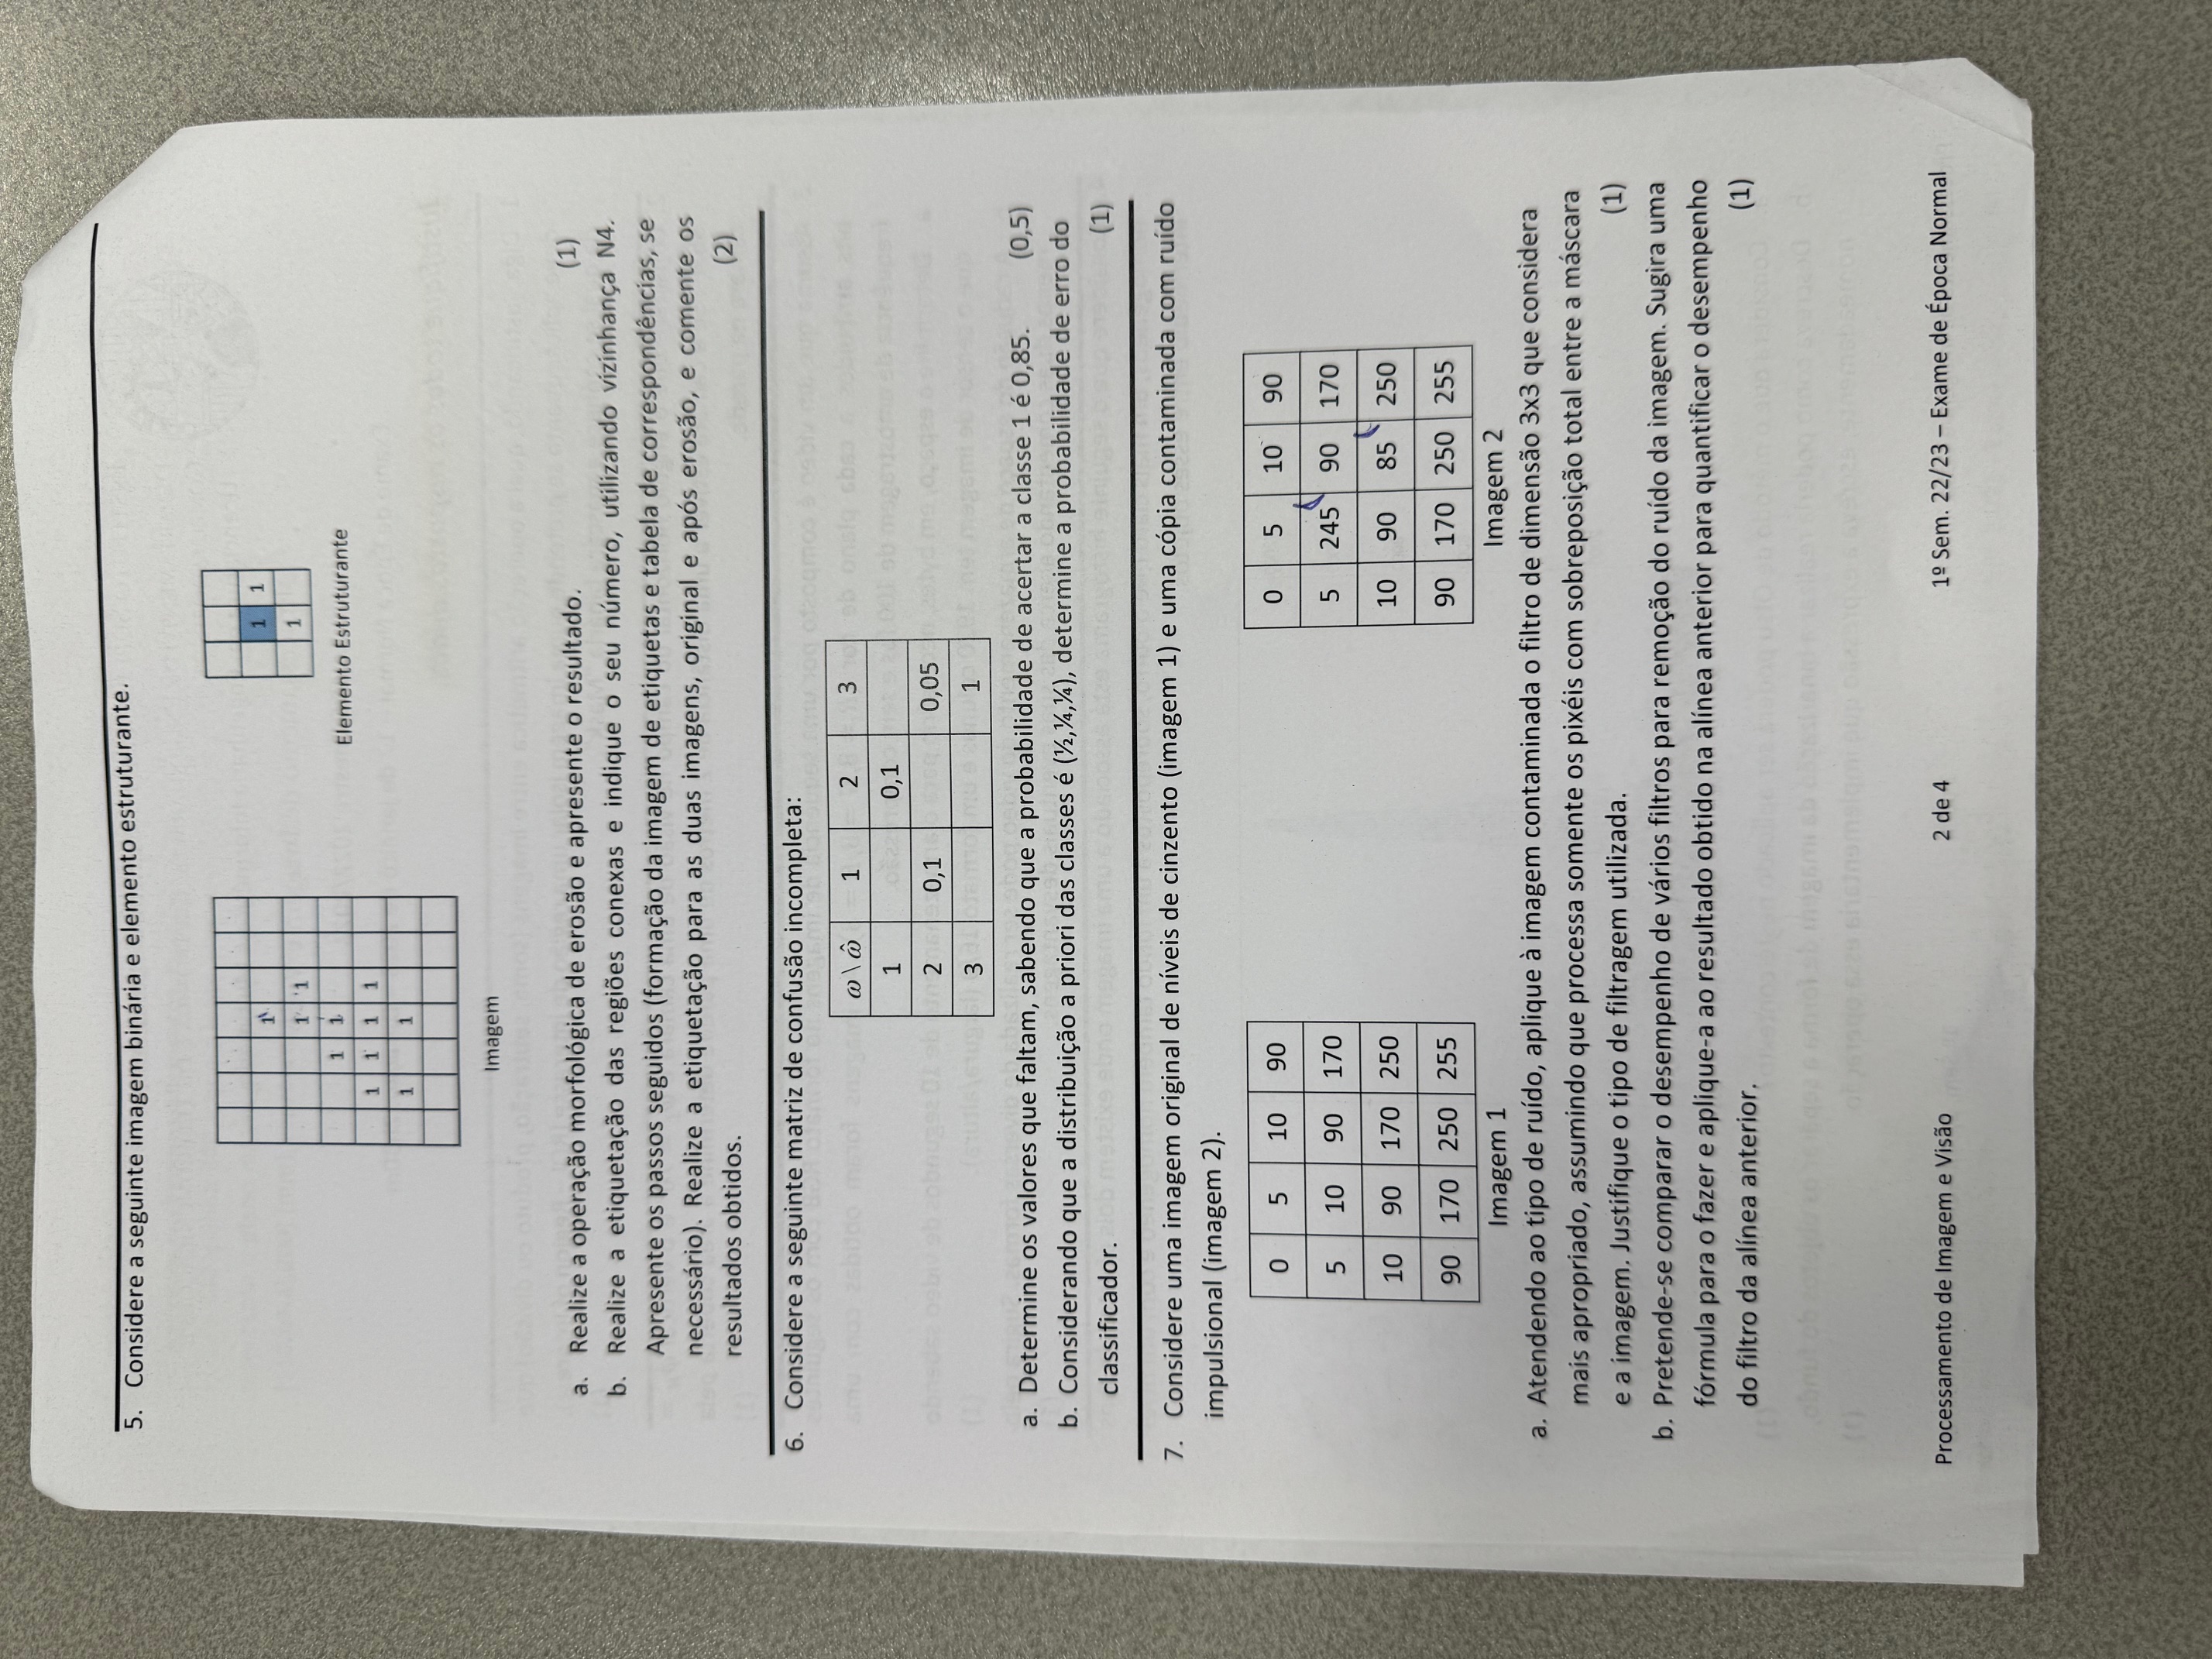 5. Considere a seguinte imagem binária e elemento estruturante.
1
1 1
1 1
1 1 1 1
1 1
Imagem
1 1
1
Elemento Estruturante
a. Realize a operação morfológica de erosão e apresente o resultado. (1)
b. Realize a etiquetação das regiões conexas e indique o seu número, utilizando vizinhança N4.
Apresente os passos seguidos (formação da imagem de etiquetas e tabela de correspondências, se
necessário). Realize a etiquetação para as duas imagens, original e após erosão, e comente os
resultados obtidos. (2)
6. Considere a seguinte matriz de confusão incompleta:
ω \ ω̂ 1 2 3
1 0,1
2 0,1 0,05
3 1
a. Determine os valores que faltam, sabendo que a probabilidade de acertar a classe 1 é 0,85. (0,5)
b. Considerando que a distribuição a priori das classes é (½,¼,¼), determine a probabilidade de erro do
classificador. (1)
7. Considere uma imagem original de níveis de cinzento (imagem 1) e uma cópia contaminada com ruído
impulsional (imagem 2).
0 5 10 90
5 10 90 170
10 90 170 250
90 170 250 255
Imagem 1
0 5 10 90
5 245 90 170
10 90 85 250
90 170 250 255
Imagem 2
a. Atendendo ao tipo de ruído, aplique à imagem contaminada o filtro de dimensão 3x3 que considera
mais apropriado, assumindo que processa somente os pixéis com sobreposição total entre a máscara
e a imagem. Justifique o tipo de filtragem utilizada. (1)
b. Pretende-se comparar o desempenho de vários filtros para remoção do ruído da imagem. Sugira uma
fórmula para o fazer e aplique-a ao resultado obtido na alínea anterior para quantificar o desempenho
do filtro da alínea anterior. (1)
Processamento de Imagem e Visão 2 de 4 1º Sem. 22/23 – Exame de Época Normal